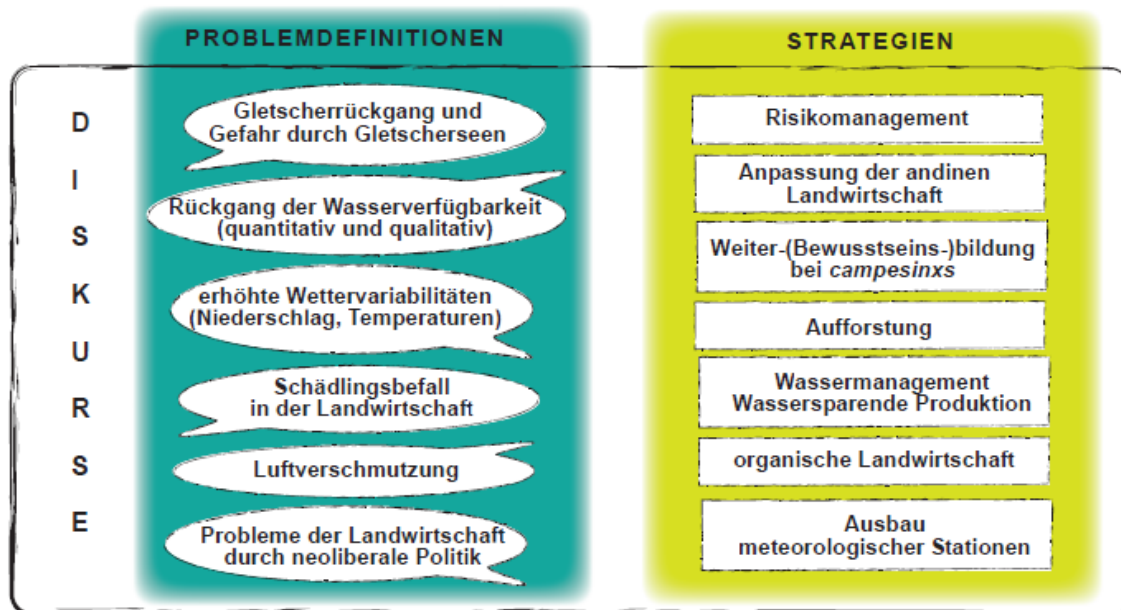 PROBLEMDEFINITIONEN
STRATEGIEN
D
I
S
K
U
R
S
E
Gletscherrückgang und
Gefahr durch Gletscherseen
Rückgang der Wasserverfügbarkeit
(quantitativ und qualitativ)
erhöhte Wettervariabilitäten
(Niederschlag, Temperaturen)
Schädlingsbefall
in der Landwirtschaft
Luftverschmutzung
Probleme der Landwirtschaft
durch neoliberale Politik
Risikomanagement
Anpassung der andinen
Landwirtschaft
Weiter-(Bewusstseins-)bildung
bei campesinxs
Aufforstung
Wassermanagement
Wassersparende Produktion
organische Landwirtschaft
Ausbau
meteorologischer Stationen